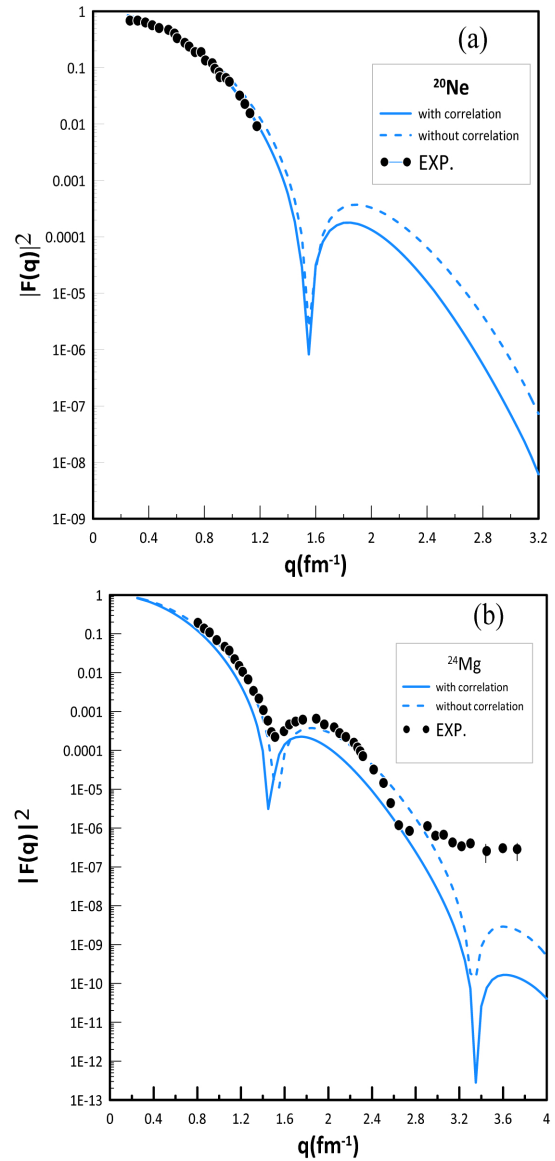 (a)
²⁰Ne
with correlation
without correlation
EXP.
|F(q)|²
1
0.1
0.01
0.001
0.0001
1E-05
1E-06
1E-07
1E-08
1E-09
0 0.4 0.8 1.2 1.6 2 2.4 2.8 3.2
q(fm⁻¹)
(b)
²⁴Mg
with correlation
without correlation
EXP.
|F(q)|²
1
0.1
0.01
0.001
0.0001
1E-05
1E-06
1E-07
1E-08
1E-09
1E-10
1E-11
1E-12
1E-13
0 0.4 0.8 1.2 1.6 2 2.4 2.8 3.2 3.6 4
q(fm⁻¹)